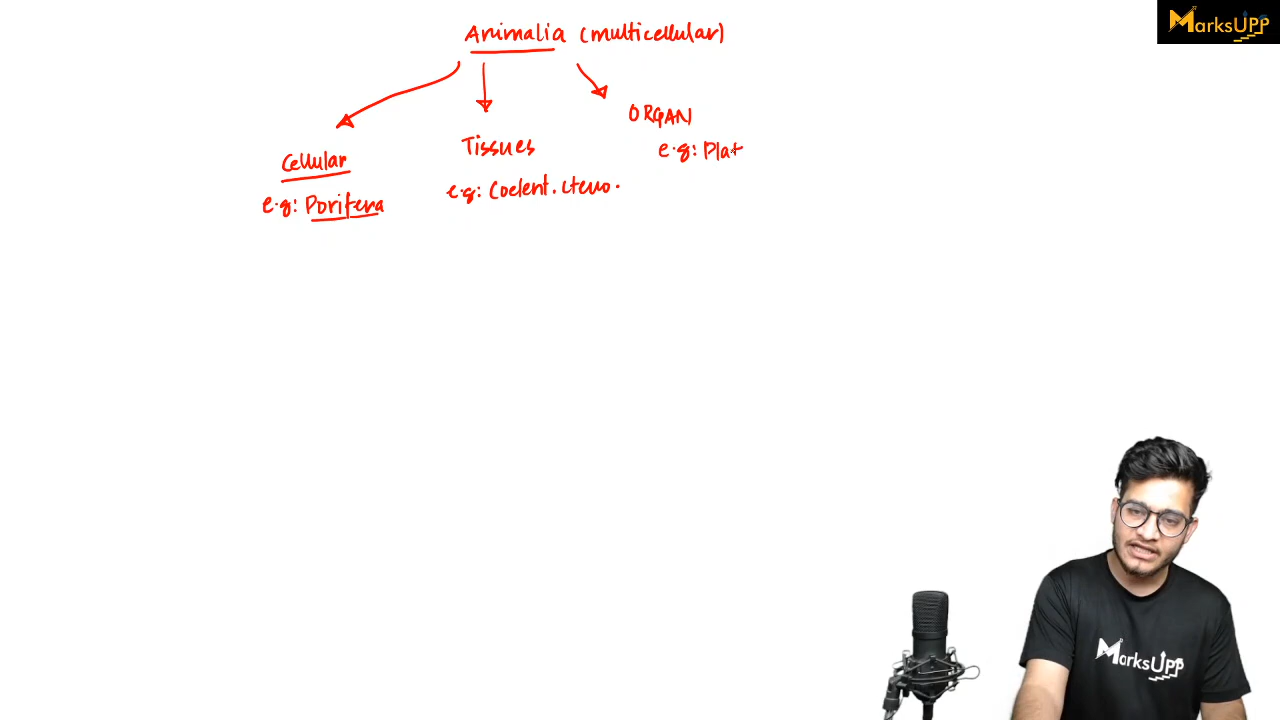 Animalia (multicellular)
MarksUPP
ORGAN
Tissues
e.g: Plat
Cellular
e.g: Coelent. Cteno.
e.g: Porifera
MarksUPP